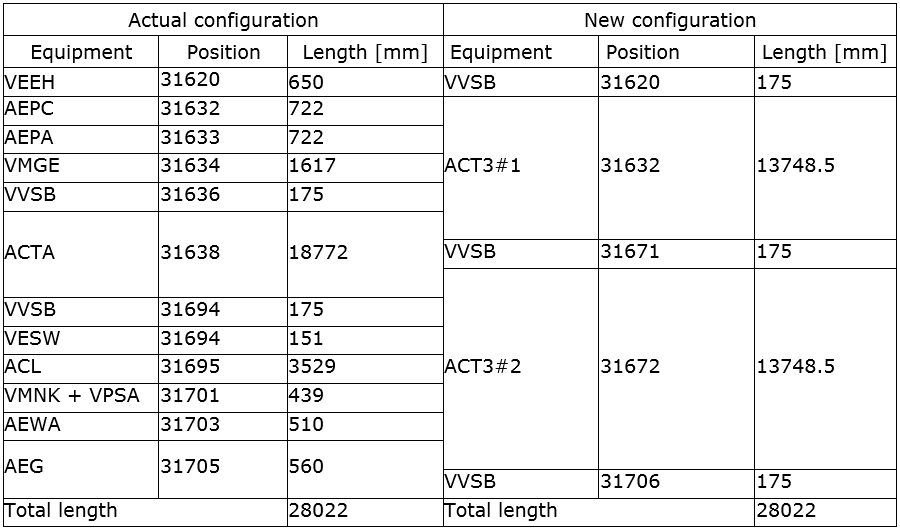 Actual configuration New configuration
Equipment Position Length [mm] Equipment Position Length [mm]
VEEH 31620 650 VVSB 31620 175
AEPC 31632 722
AEPA 31633 722
VMGE 31634 1617 ACT3#1 31632 13748.5
VVSB 31636 175
ACTA 31638 18772 VVSB 31671 175
VVSB 31694 175
VESW 31694 151
ACL 31695 3529 ACT3#2 31672 13748.5
VMNK + VPSA 31701 439
AEWA 31703 510
AEG 31705 560 VVSB 31706 175
Total length 28022 Total length 28022